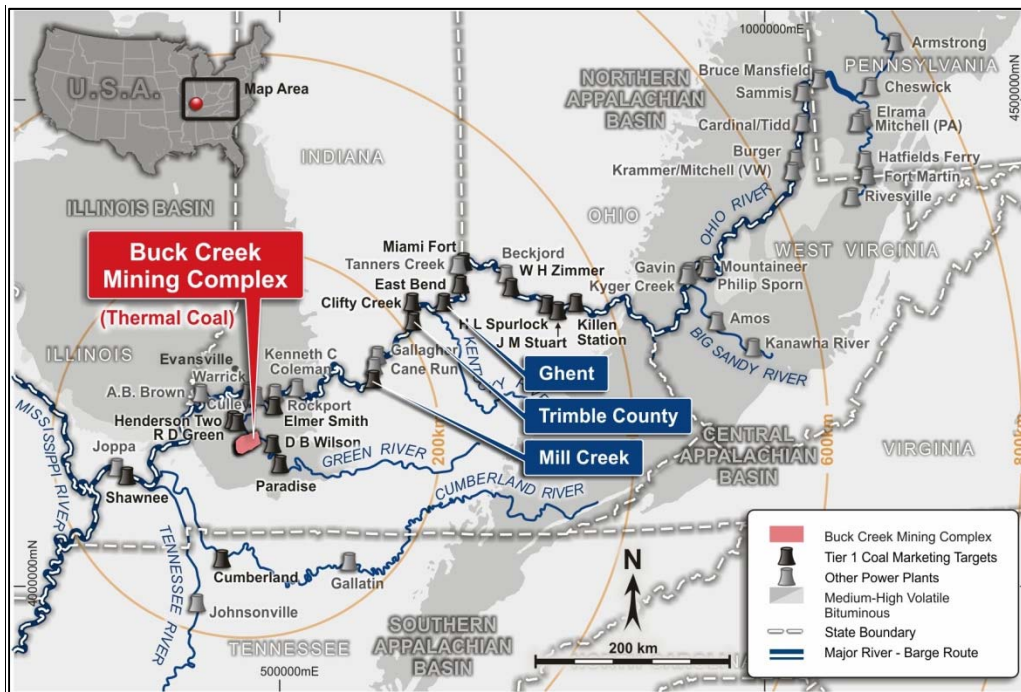 U.S.A.
Map Area
1000000mE
4500000mN
Armstrong
PENNSYLVANIA
Bruce Mansfield
Sammis
Cheswick
NORTHERN
APPALACHIAN
BASIN
Cardinal/Tidd
Elrama
Mitchell (PA)
INDIANA
Burger
Krammer/Mitchell (VW)
Hatfields Ferry
Fort Martin
Rivesville
ILLINOIS BASIN
OHIO
OHIO RIVER
WEST VIRGINIA
Buck Creek
Mining Complex
(Thermal Coal)
Miami Fort
Tanners Creek
Beckjord
W H Zimmer
East Bend
Clifty Creek
Gavin
Kyger Creek
Mountaineer
Philip Sporn
H L Spurlock
J M Stuart
Killen
Station
Amos
Kanawha River
BIG SANDY RIVER
ILLINOIS
Evansville
Warrick
A.B. Brown
Culley
Kenneth C
Coleman
Gallagher
Cane Run
Ghent
Trimble County
Mill Creek
Henderson Two
R D Green
Rockport
Elmer Smith
D B Wilson
Paradise
GREEN RIVER
200km
600km
CENTRAL
APPALACHIAN
BASIN
VIRGINIA
MISSISSIPPI RIVER
Joppa
Shawnee
CUMBERLAND RIVER
TENNESSEE RIVER
4000000mN
Cumberland
Gallatin
Johnsonville
TENNESSEE
500000mE
SOUTHERN
APPALACHIAN
BASIN
N
200 km
Buck Creek Mining Complex
Tier 1 Coal Marketing Targets
Other Power Plants
Medium-High Volatile
Bituminous
State Boundary
Major River - Barge Route